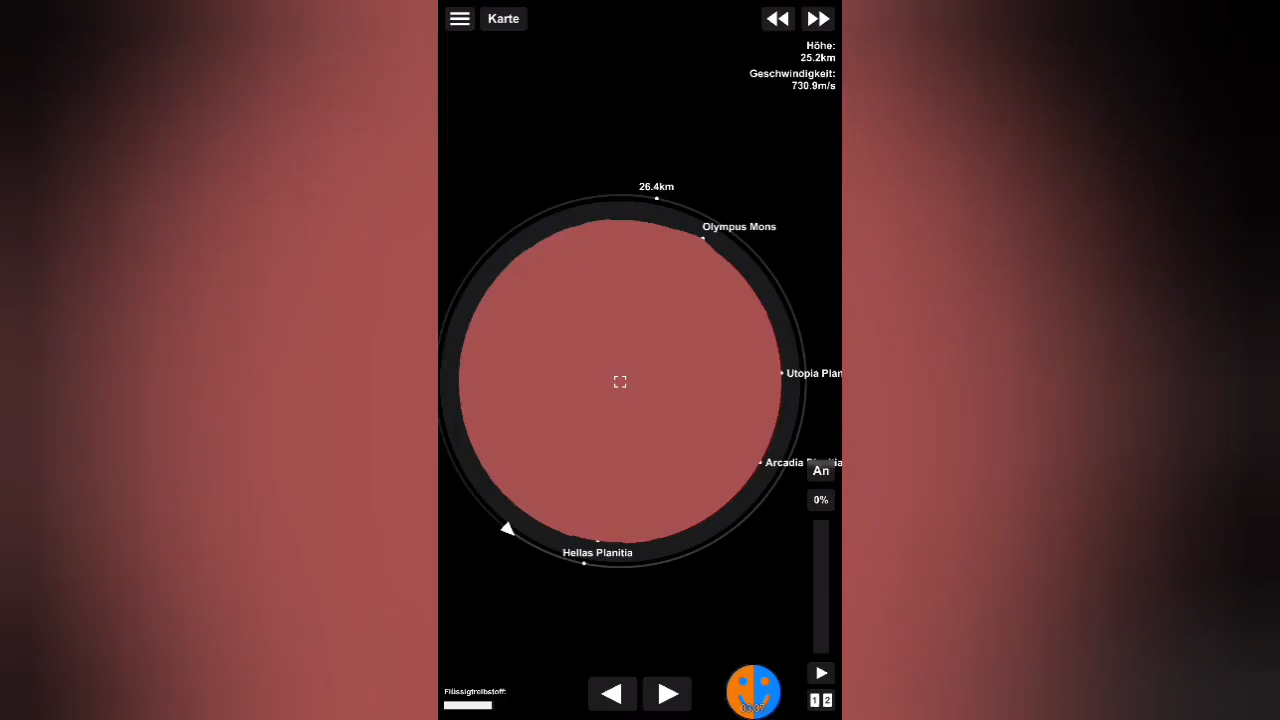 Karte
Höhe:
25.2km
Geschwindigkeit:
730.9m/s
26.4km
Olympus Mons
Utopia Plan
Arcadia
An
0%
Hellas Planitia
Flüssigtreibstoff:
1 2